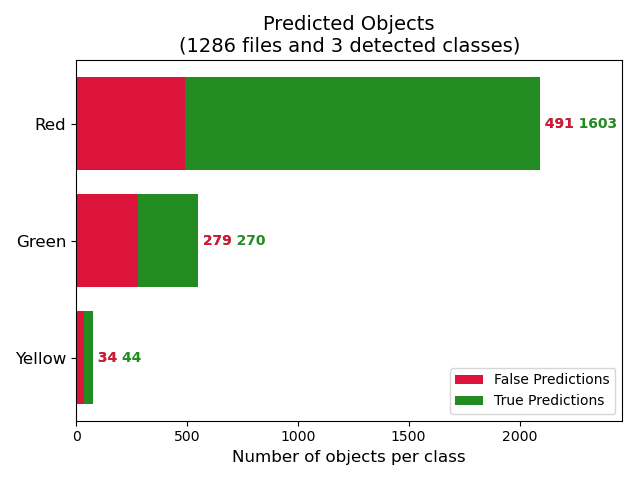 Predicted Objects
(1286 files and 3 detected classes)
Red
491 1603
Green
279 270
Yellow
34 44
False Predictions
True Predictions
0 500 1000 1500 2000
Number of objects per class